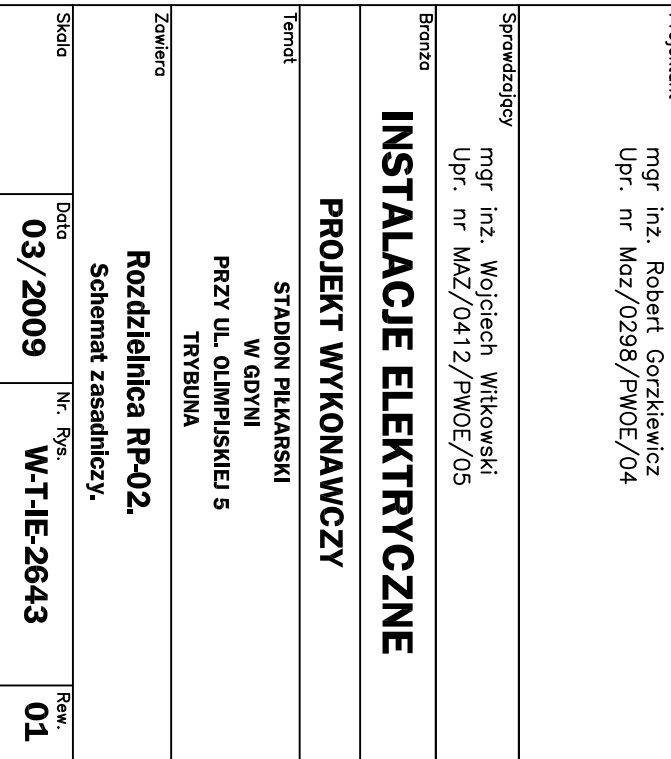 mgr inż. Robert Gorzkiewicz
Upr. nr Maz/0298/PWOE/04
Sprawdzający
mgr inż. Wojciech Witkowski
Upr. nr MAZ/0412/PWOE/05
Branża
INSTALACJE ELEKTRYCZNE
PROJEKT WYKONAWCZY
Temat
STADION PIŁKARSKI
W GDYNI
PRZY UL. OLIMPIJSKIEJ 5
TRYBUNA
Zawiera
Rozdzielnica RP-02.
Schemat zasadniczy.
Skala
Data
03/2009
Nr. Rys.
W-T-IE-2643
Rew.
01